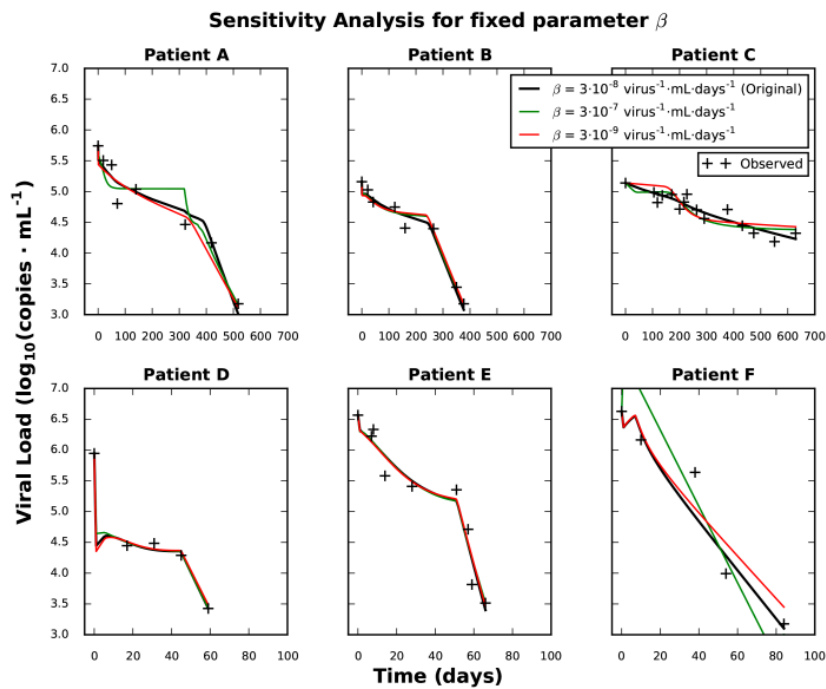 Sensitivity Analysis for fixed parameter β
Patient A
Patient B
Patient C
β = 3·10⁻⁸ virus⁻¹·mL·days⁻¹ (Original)
β = 3·10⁻⁷ virus⁻¹·mL·days⁻¹
β = 3·10⁻⁹ virus⁻¹·mL·days⁻¹
Observed
7.0
6.5
6.0
5.5
5.0
4.5
4.0
3.5
3.0
0 100 200 300 400 500 600 700
0 100 200 300 400 500 600 700
0 100 200 300 400 500 600 700
Viral Load (log₁₀(copies · mL⁻¹)
Patient D
Patient E
Patient F
7.0
6.5
6.0
5.5
5.0
4.5
4.0
3.5
3.0
0 20 40 60 80 100
0 20 40 60 80 100
0 20 40 60 80 100
Time (days)